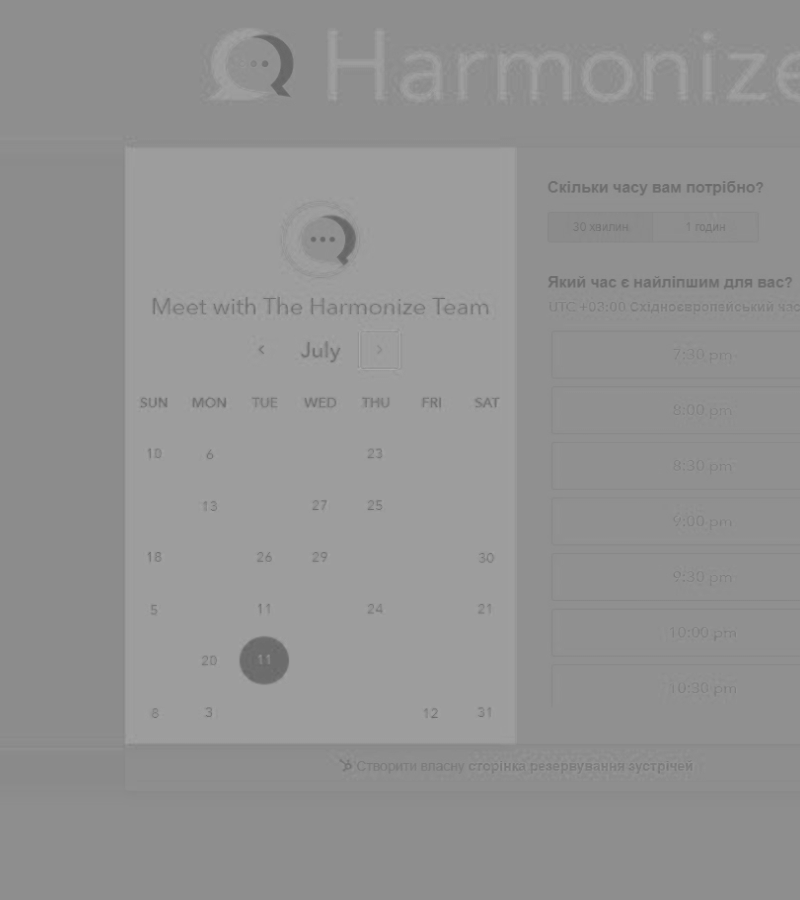 Harmonize
Meet with The Harmonize Team
July
SUN MON TUE WED THU FRI SAT
10 6 23
13 27 25
18 26 29 30
5 11 24 21
20 11
8 3 12 31
Скільки часу вам потрібно?
30 хвилин 1 годин
Який час є найліпшим для вас?
UTC +03:00 Східноєвропейський час
7:30 pm
8:00 pm
8:30 pm
9:00 pm
9:30 pm
10:00 pm
10:30 pm
Створити власну сторінка резервування зустрічей